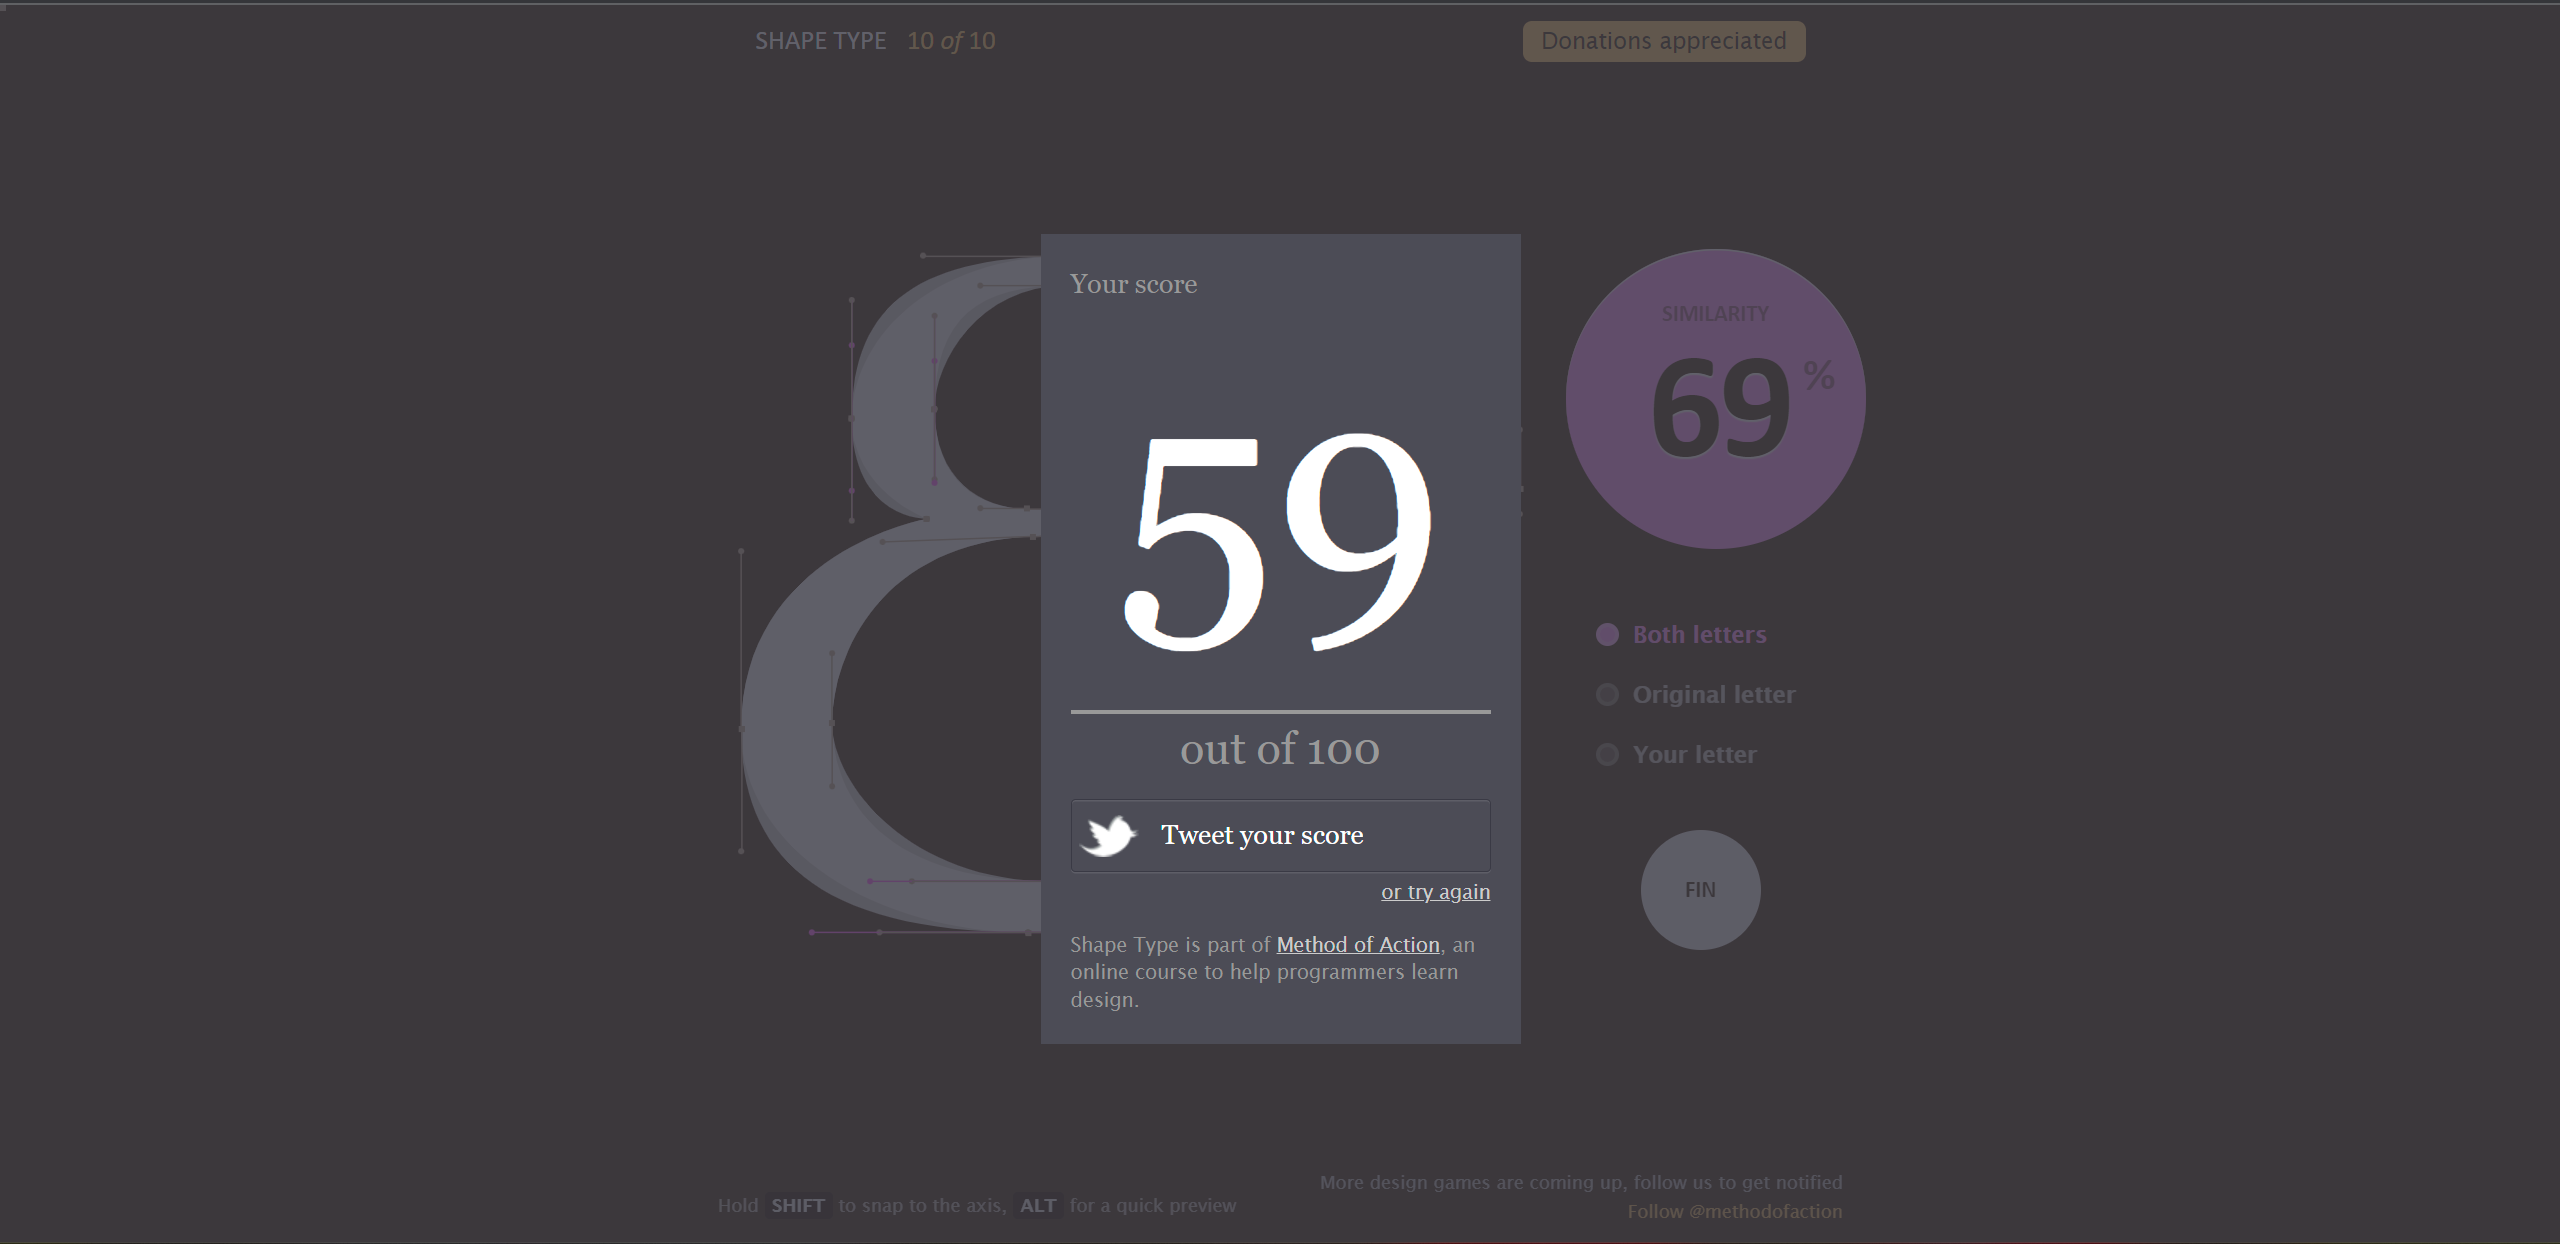 SHAPE TYPE 10 of 10
Donations appreciated
Your score
59
out of 100
Tweet your score
or try again
Shape Type is part of Method of Action, an
online course to help programmers learn
design.
SIMILARITY
69 %
Both letters
Original letter
Your letter
FIN
Hold SHIFT to snap to the axis, ALT for a quick preview
More design games are coming up, follow us to get notified
Follow @methodofaction